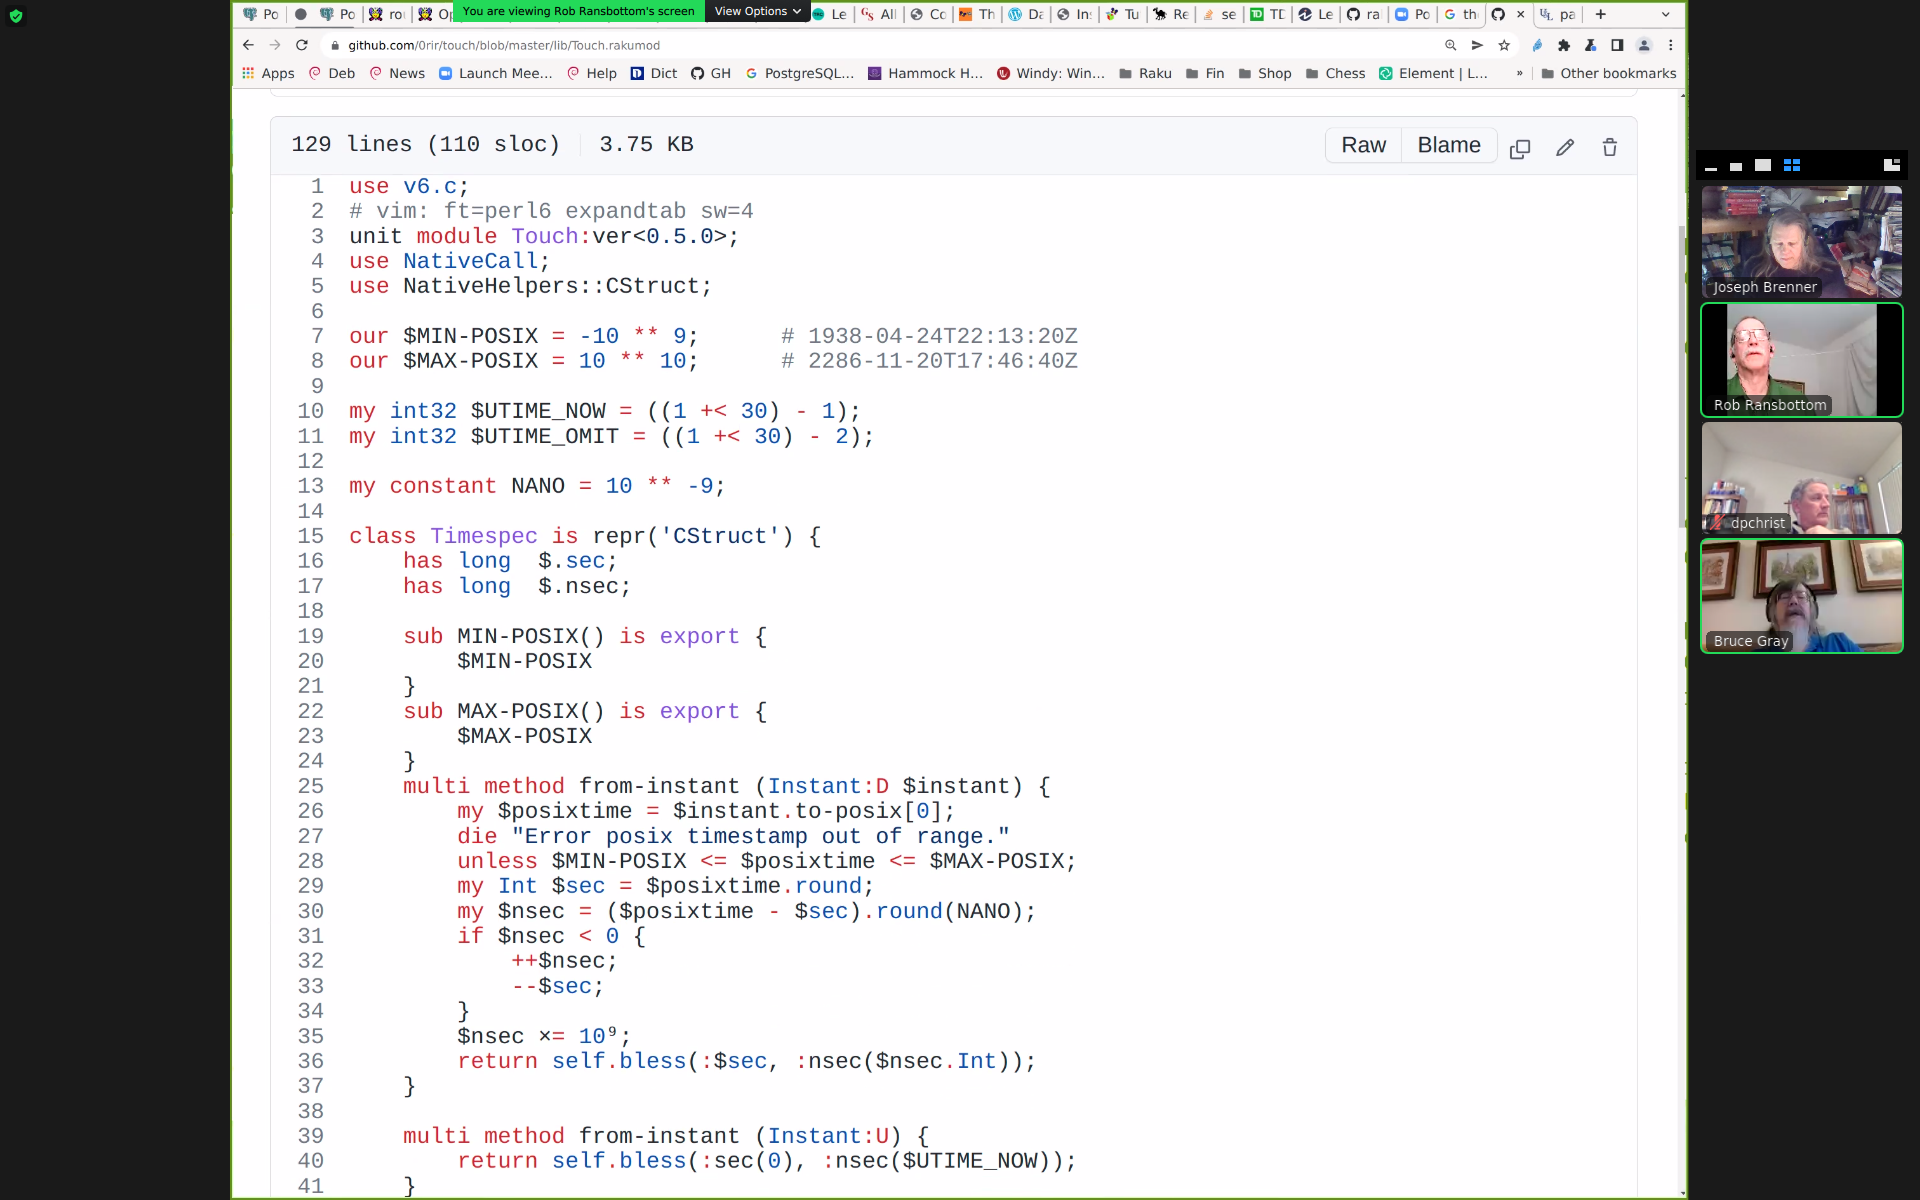 You are viewing Rob Ransbottom's screen View Options
Po Po ro Op Le All Co Th Da In: Tu Re se TD Le ra Po th pa
github.com/0rir/touch/blob/master/lib/Touch.rakumod
Apps Deb News Launch Mee... Help Dict GH PostgreSQL... Hammock H... Windy: Win... Raku Fin Shop Chess Element | L... » Other bookmarks
129 lines (110 sloc) 3.75 KB Raw Blame
1 use v6.c;
2 # vim: ft=perl6 expandtab sw=4
3 unit module Touch:ver<0.5.0>;
4 use NativeCall;
5 use NativeHelpers::CStruct;
6
7 our $MIN-POSIX = -10 ** 9; # 1938-04-24T22:13:20Z
8 our $MAX-POSIX = 10 ** 10; # 2286-11-20T17:46:40Z
9
10 my int32 $UTIME_NOW = ((1 +< 30) - 1);
11 my int32 $UTIME_OMIT = ((1 +< 30) - 2);
12
13 my constant NANO = 10 ** -9;
14
15 class Timespec is repr('CStruct') {
16 has long $.sec;
17 has long $.nsec;
18
19 sub MIN-POSIX() is export {
20 $MIN-POSIX
21 }
22 sub MAX-POSIX() is export {
23 $MAX-POSIX
24 }
25 multi method from-instant (Instant:D $instant) {
26 my $posixtime = $instant.to-posix[0];
27 die "Error posix timestamp out of range."
28 unless $MIN-POSIX <= $posixtime <= $MAX-POSIX;
29 my Int $sec = $posixtime.round;
30 my $nsec = ($posixtime - $sec).round(NANO);
31 if $nsec < 0 {
32 ++$nsec;
33 --$sec;
34 }
35 $nsec ×= 10⁹;
36 return self.bless(:$sec, :nsec($nsec.Int));
37 }
38
39 multi method from-instant (Instant:U) {
40 return self.bless(:sec(0), :nsec($UTIME_NOW));
41 }
Joseph Brenner
Rob Ransbottom
dpchrist
Bruce Gray